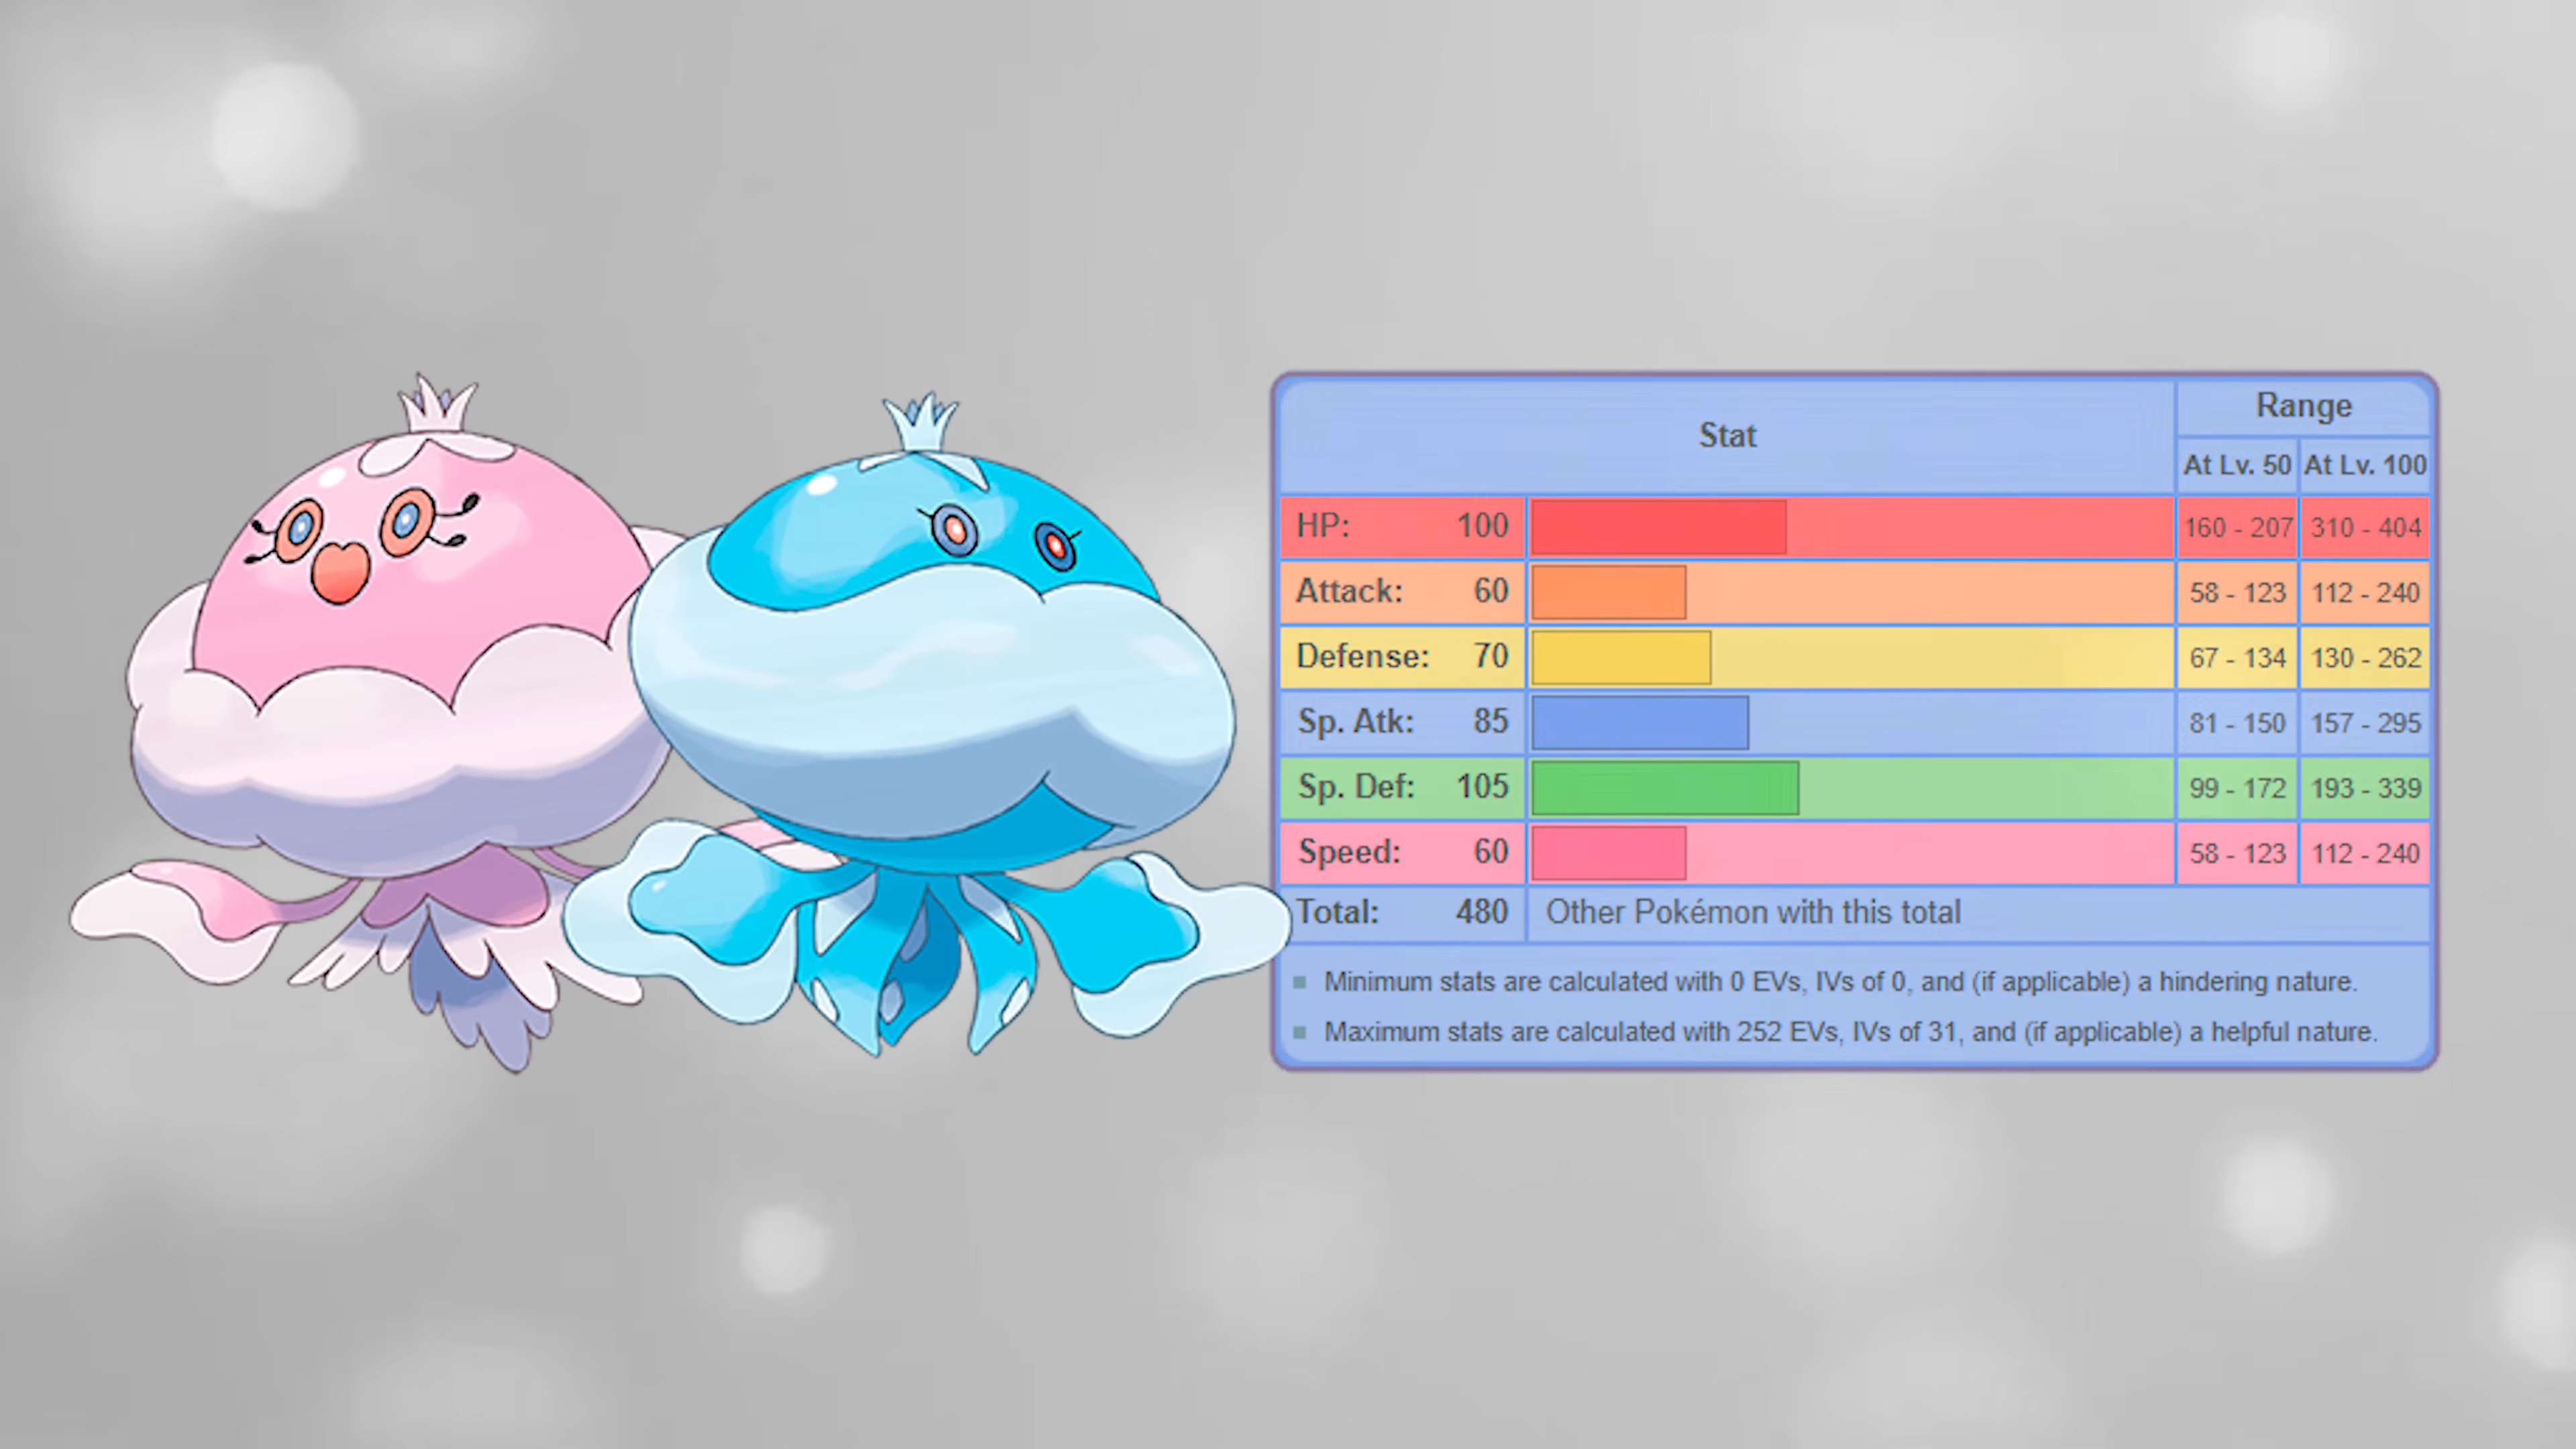 Stat
Range
At Lv. 50 At Lv. 100
HP: 100 160 - 207 310 - 404
Attack: 60 58 - 123 112 - 240
Defense: 70 67 - 134 130 - 262
Sp. Atk: 85 81 - 150 157 - 295
Sp. Def: 105 99 - 172 193 - 339
Speed: 60 58 - 123 112 - 240
Total: 480 Other Pokémon with this total
Minimum stats are calculated with 0 EVs, IVs of 0, and (if applicable) a hindering nature.
Maximum stats are calculated with 252 EVs, IVs of 31, and (if applicable) a helpful nature.